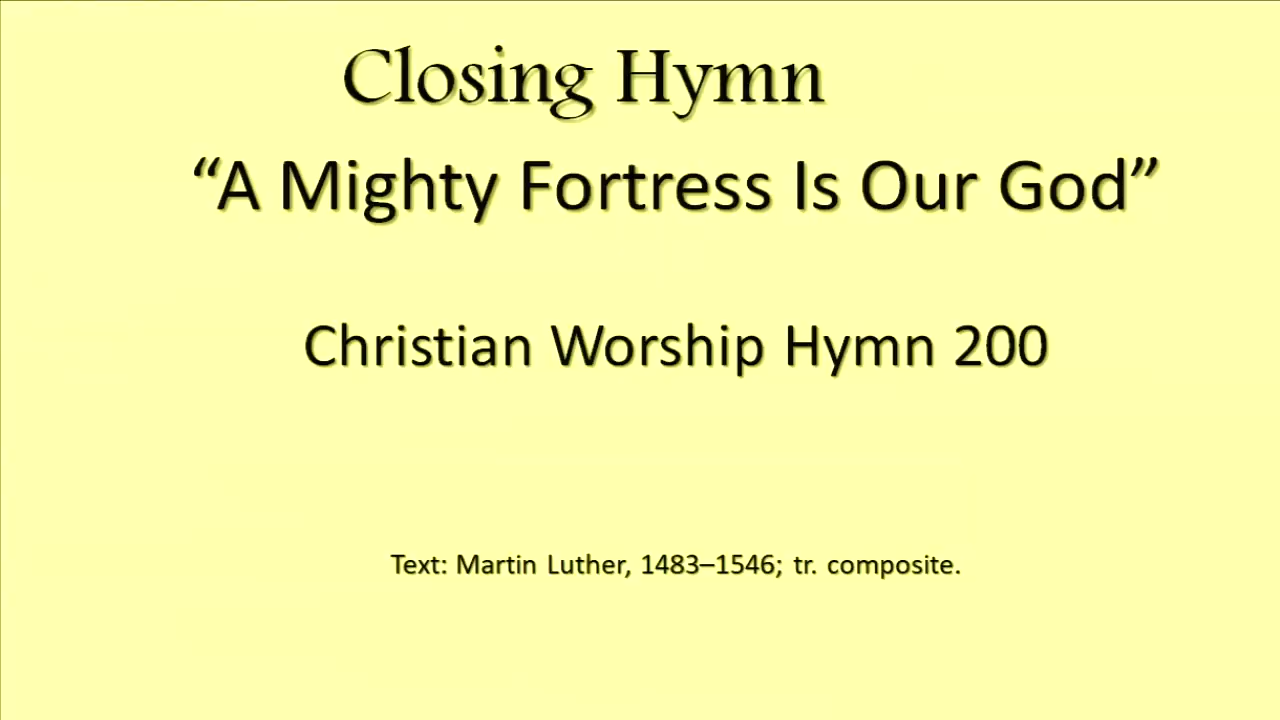 Closing Hymn
“A Mighty Fortress Is Our God”
Christian Worship Hymn 200
Text: Martin Luther, 1483–1546; tr. composite.